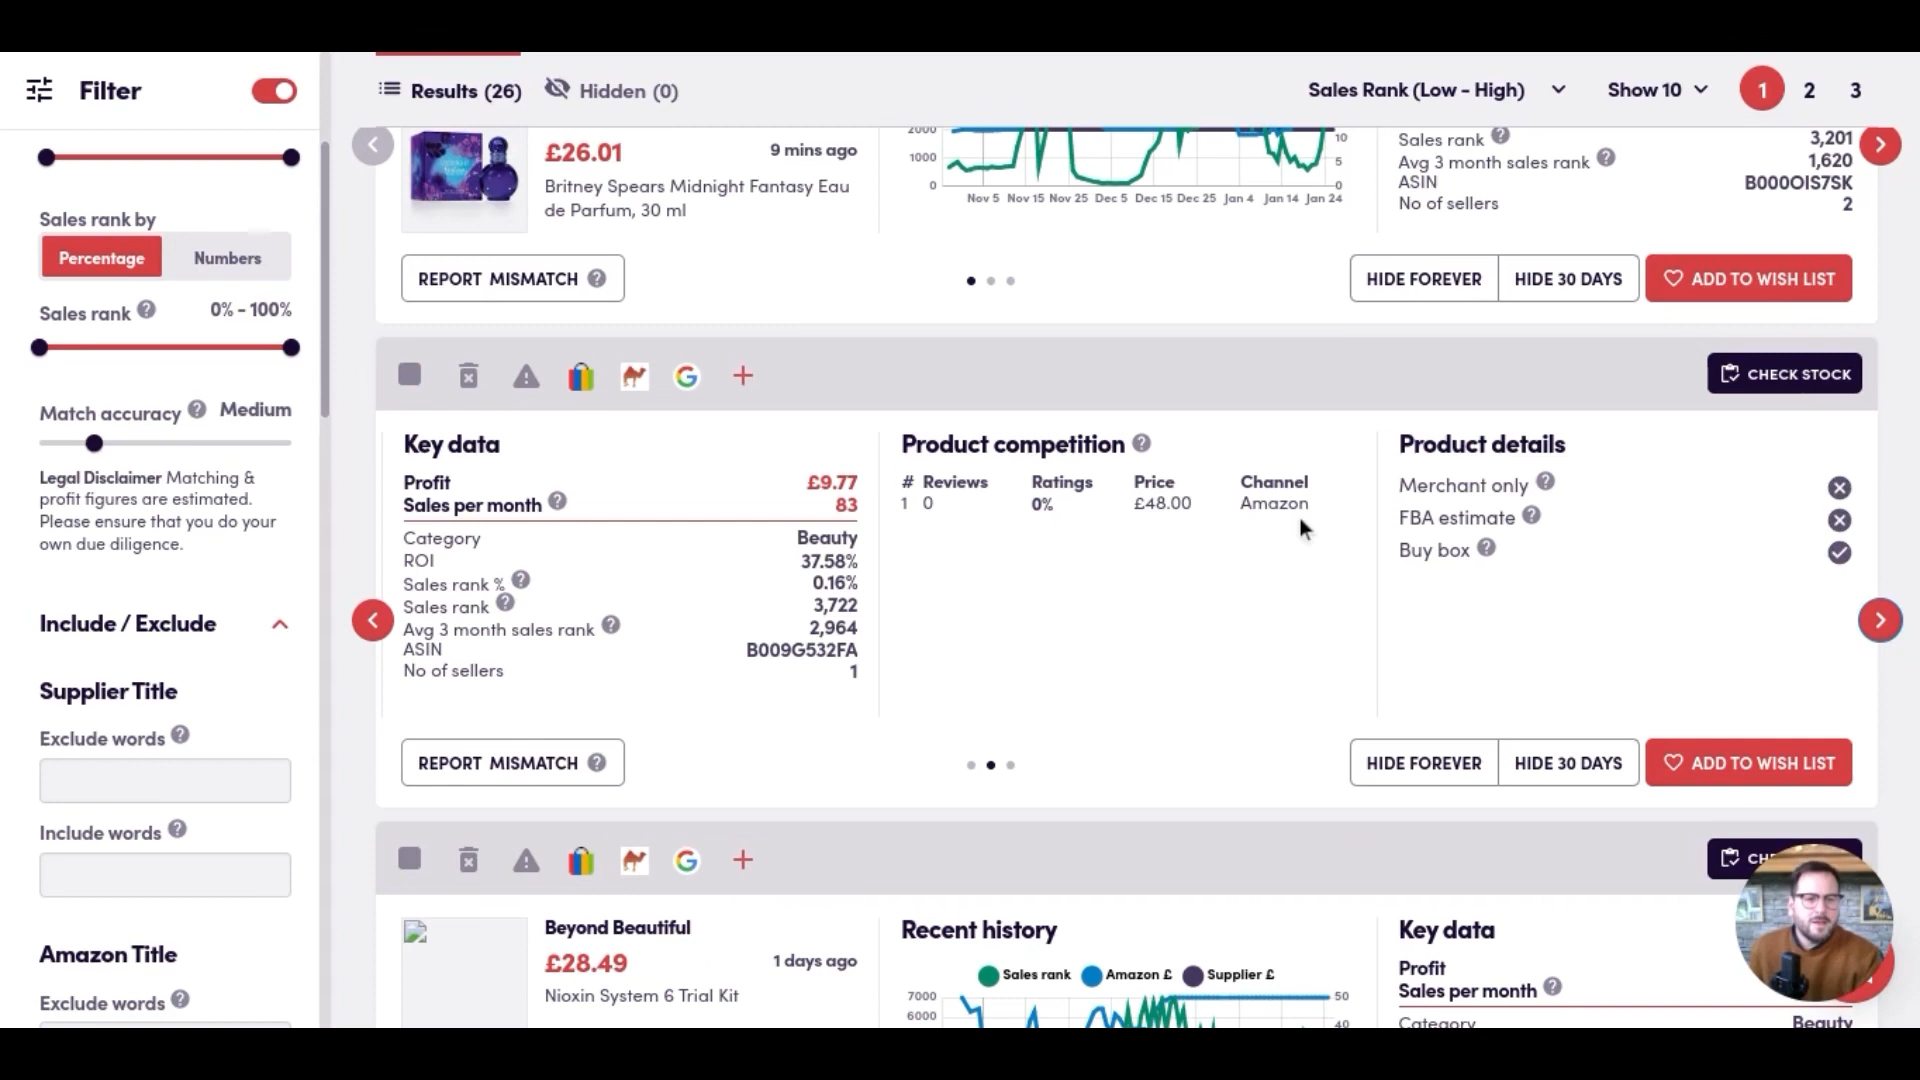 Filter
Results (26)
Hidden (0)
Sales Rank (Low - High)
Show 10
1
2
3
Sales rank by
Percentage
Numbers
Sales rank
0% - 100%
Match accuracy
Medium
Legal Disclaimer Matching &
profit figures are estimated.
Please ensure that you do your
own due diligence.
Include / Exclude
Supplier Title
Exclude words
Include words
Amazon Title
Exclude words
£26.01
9 mins ago
Britney Spears Midnight Fantasy Eau
de Parfum, 30 ml
2000
1000
0
10
5
0
Nov 5 Nov 15 Nov 25 Dec 5 Dec 15 Dec 25 Jan 4 Jan 14 Jan 24
Sales rank
3,201
Avg 3 month sales rank
1,620
ASIN
B000OIS7SK
No of sellers
2
REPORT MISMATCH
HIDE FOREVER
HIDE 30 DAYS
ADD TO WISH LIST
CHECK STOCK
Key data
Profit
£9.77
Sales per month
83
Category
Beauty
ROI
37.58%
Sales rank %
0.16%
Sales rank
3,722
Avg 3 month sales rank
2,964
ASIN
B009G532FA
No of sellers
1
Product competition
# Reviews Ratings Price Channel
1 0 0% £48.00 Amazon
Product details
Merchant only
FBA estimate
Buy box
REPORT MISMATCH
HIDE FOREVER
HIDE 30 DAYS
ADD TO WISH LIST
Beyond Beautiful
£28.49
1 days ago
Nioxin System 6 Trial Kit
Recent history
Sales rank
Amazon £
Supplier £
7000
6000
50
40
Key data
Profit
Sales per month
Category
Beauty